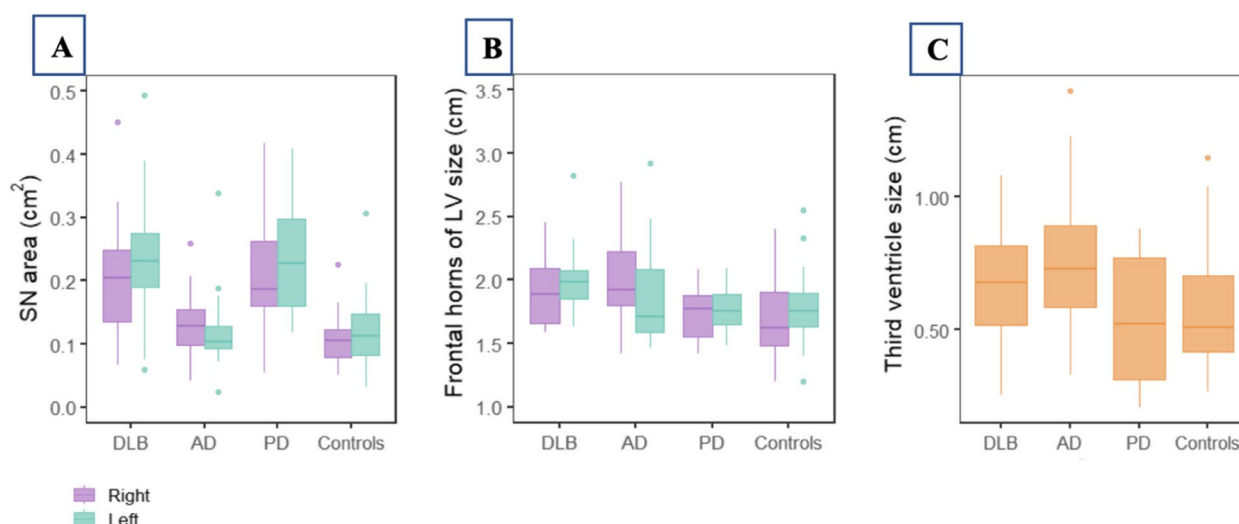 A
SN area (cm²)
0.5
0.4
0.3
0.2
0.1
0.0
DLB AD PD Controls
Right
Left
B
Frontal horns of LV size (cm)
3.5
3.0
2.5
2.0
1.5
1.0
DLB AD PD Controls
C
Third ventricle size (cm)
1.00
0.50
DLB AD PD Controls